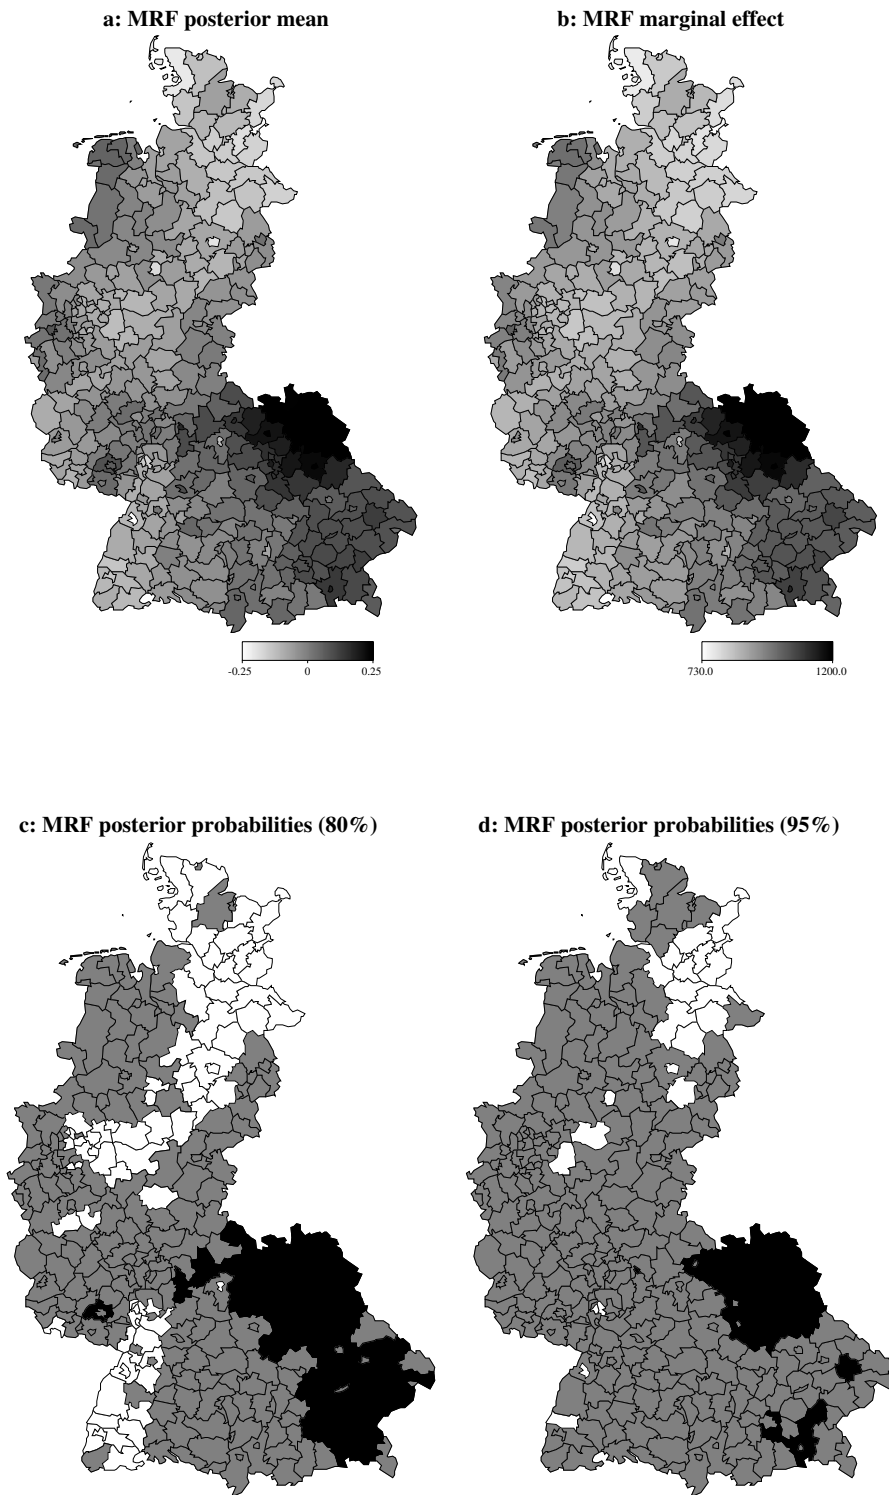 a: MRF posterior mean
b: MRF marginal effect
-0.25 0 0.25
730.0 1200.0
c: MRF posterior probabilities (80%)
d: MRF posterior probabilities (95%)